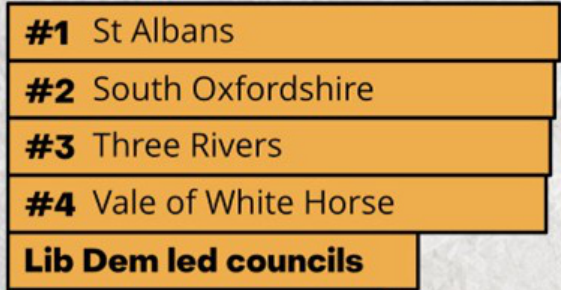 #1 St Albans
#2 South Oxfordshire
#3 Three Rivers
#4 Vale of White Horse
Lib Dem led councils